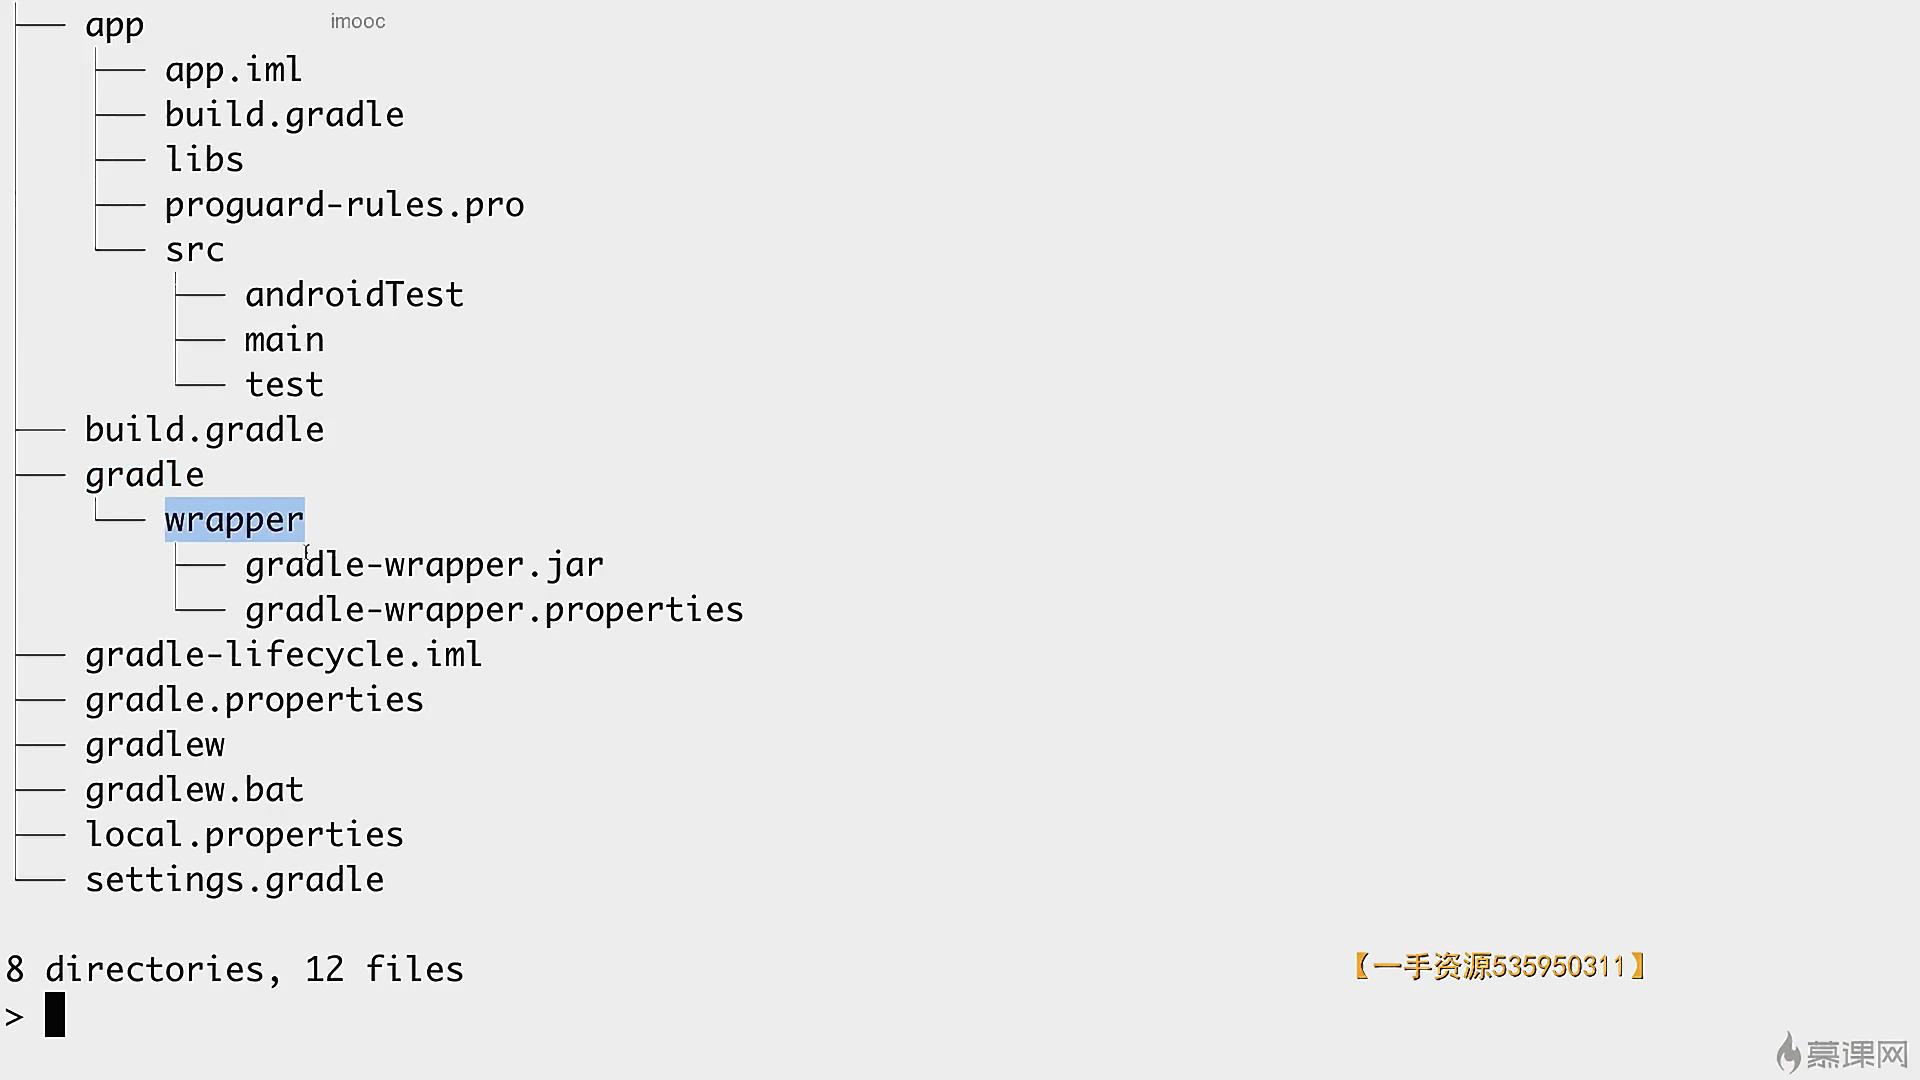 ├── app
imooc
│   ├── app.iml
│   ├── build.gradle
│   ├── libs
│   ├── proguard-rules.pro
│   └── src
│       ├── androidTest
│       ├── main
│       └── test
├── build.gradle
├── gradle
│   └── wrapper
│       ├── gradle-wrapper.jar
│       └── gradle-wrapper.properties
├── gradle-lifecycle.iml
├── gradle.properties
├── gradlew
├── gradlew.bat
├── local.properties
└── settings.gradle
8 directories, 12 files
【一手资源535950311】
>
慕课网